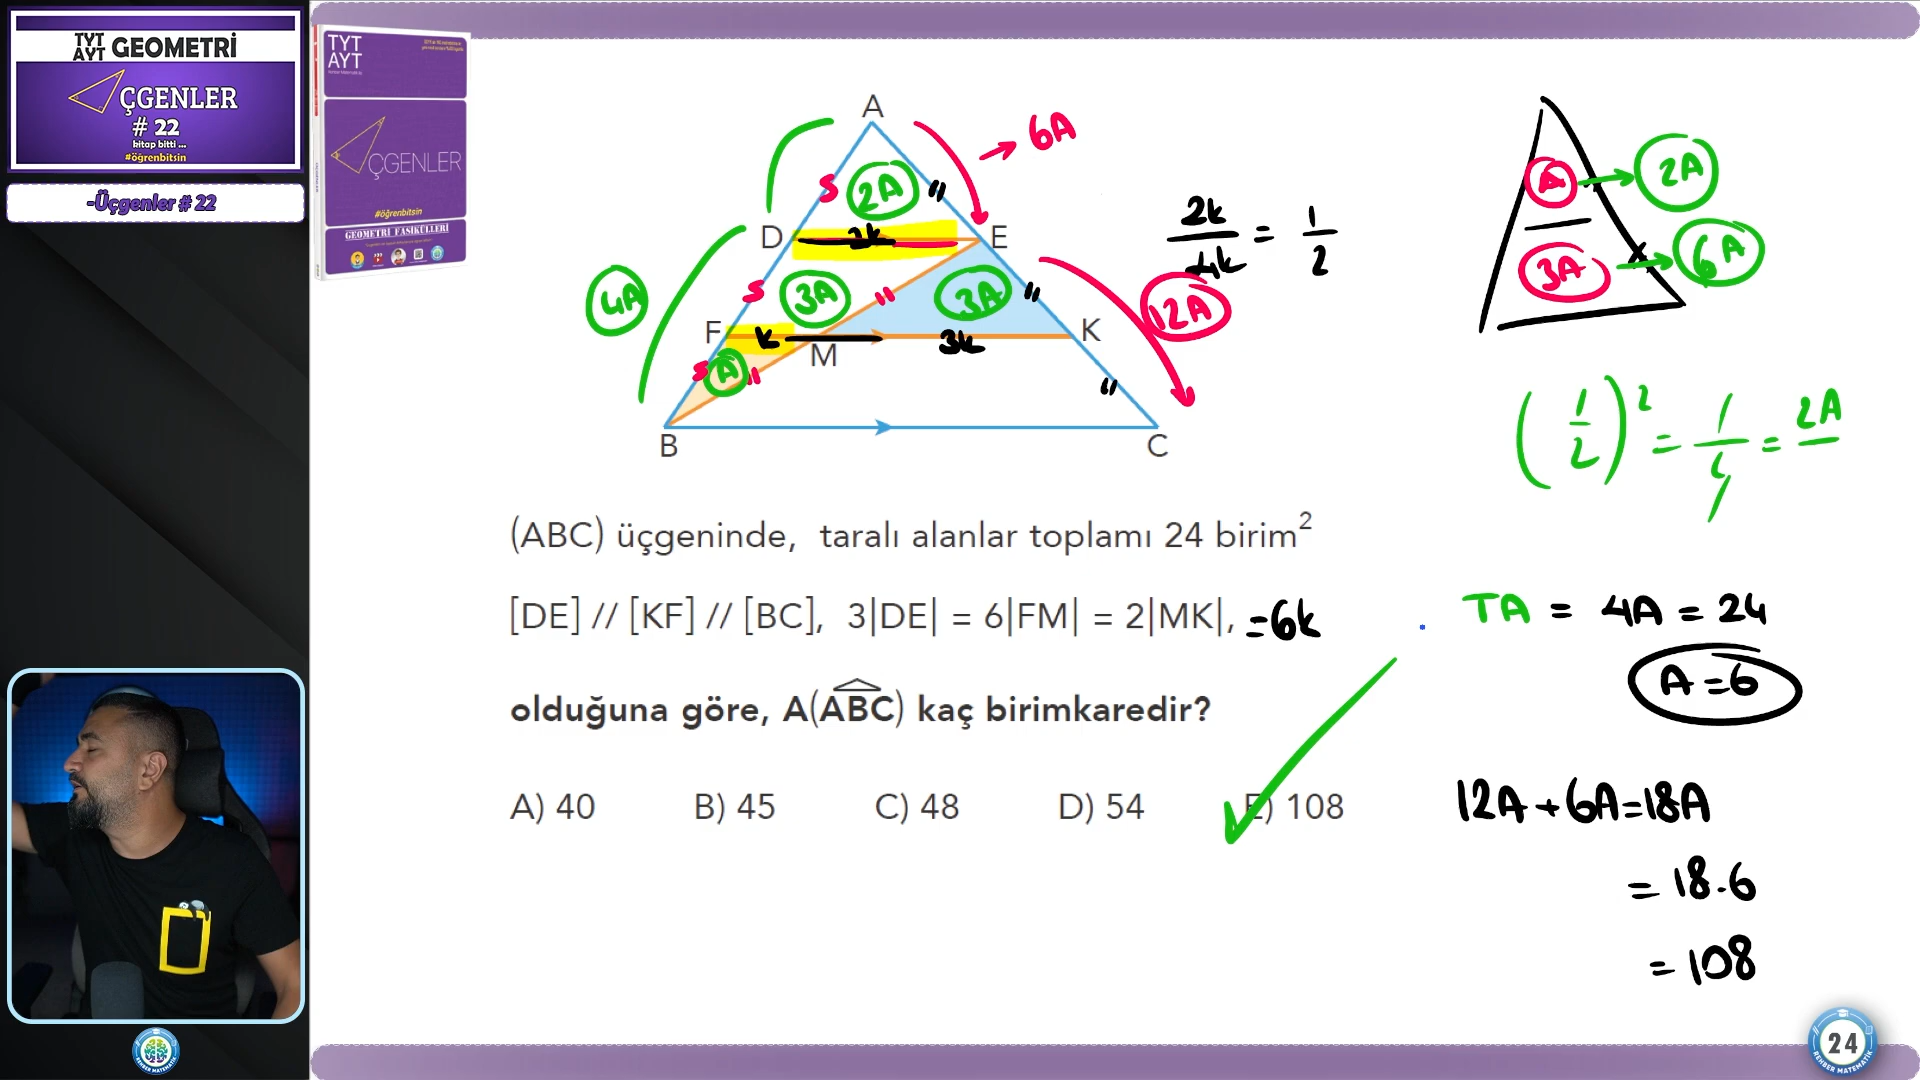 TYT
AYT GEOMETRİ
ÇGENLER
# 22
kitap bitti ...
#öğrenbitsin
-Üçgenler # 22
TYT
AYT
ÇGENLER
#öğrenbitsin
GEOMETRİ FASİKÜLLERİ
A
→ 6A
2A
D
2k
E
4A
3A
3A
12A
F
k
M
3k
K
A
B
C
2k/4k = 1/2
A → 2A
3A → 6A
(1/2)² = 1/4 = 2A
(ABC) üçgeninde, taralı alanlar toplamı 24 birim²
[DE] // [KF] // [BC], 3|DE| = 6|FM| = 2|MK|, =6k
olduğuna göre, A(ABC) kaç birimkaredir?
A) 40 B) 45 C) 48 D) 54 E) 108
TA = 4A = 24
A = 6
12A + 6A = 18A
= 18.6
= 108
24
REHBER MATEMATİK
REHBER MATEMATİK